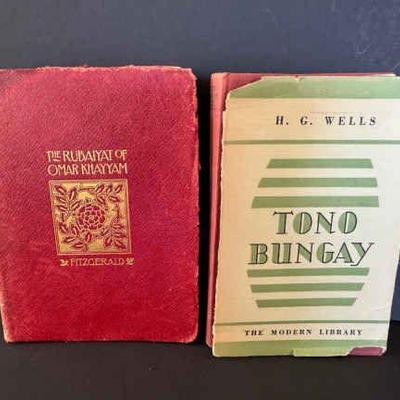 THE RUBAIYAT OF
OMAR KHAYYAM
FITZGERALD
H. G. WELLS
TONO
BUNGAY
THE MODERN LIBRARY